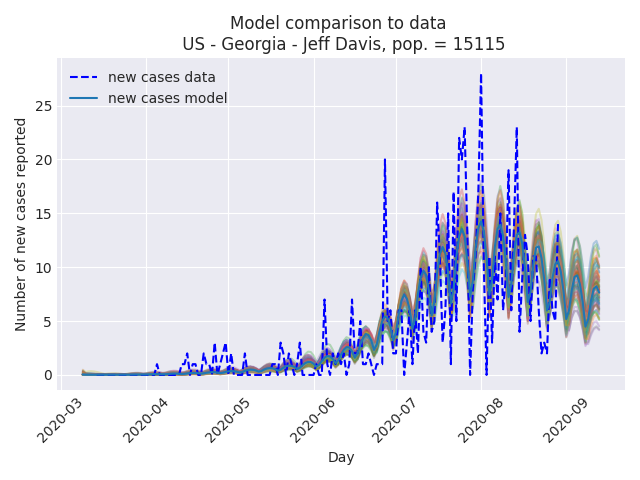 Model comparison to data
US - Georgia - Jeff Davis, pop. = 15115
new cases data
new cases model
Number of new cases reported
25
20
15
10
5
0
2020-03
2020-04
2020-05
2020-06
2020-07
2020-08
2020-09
Day